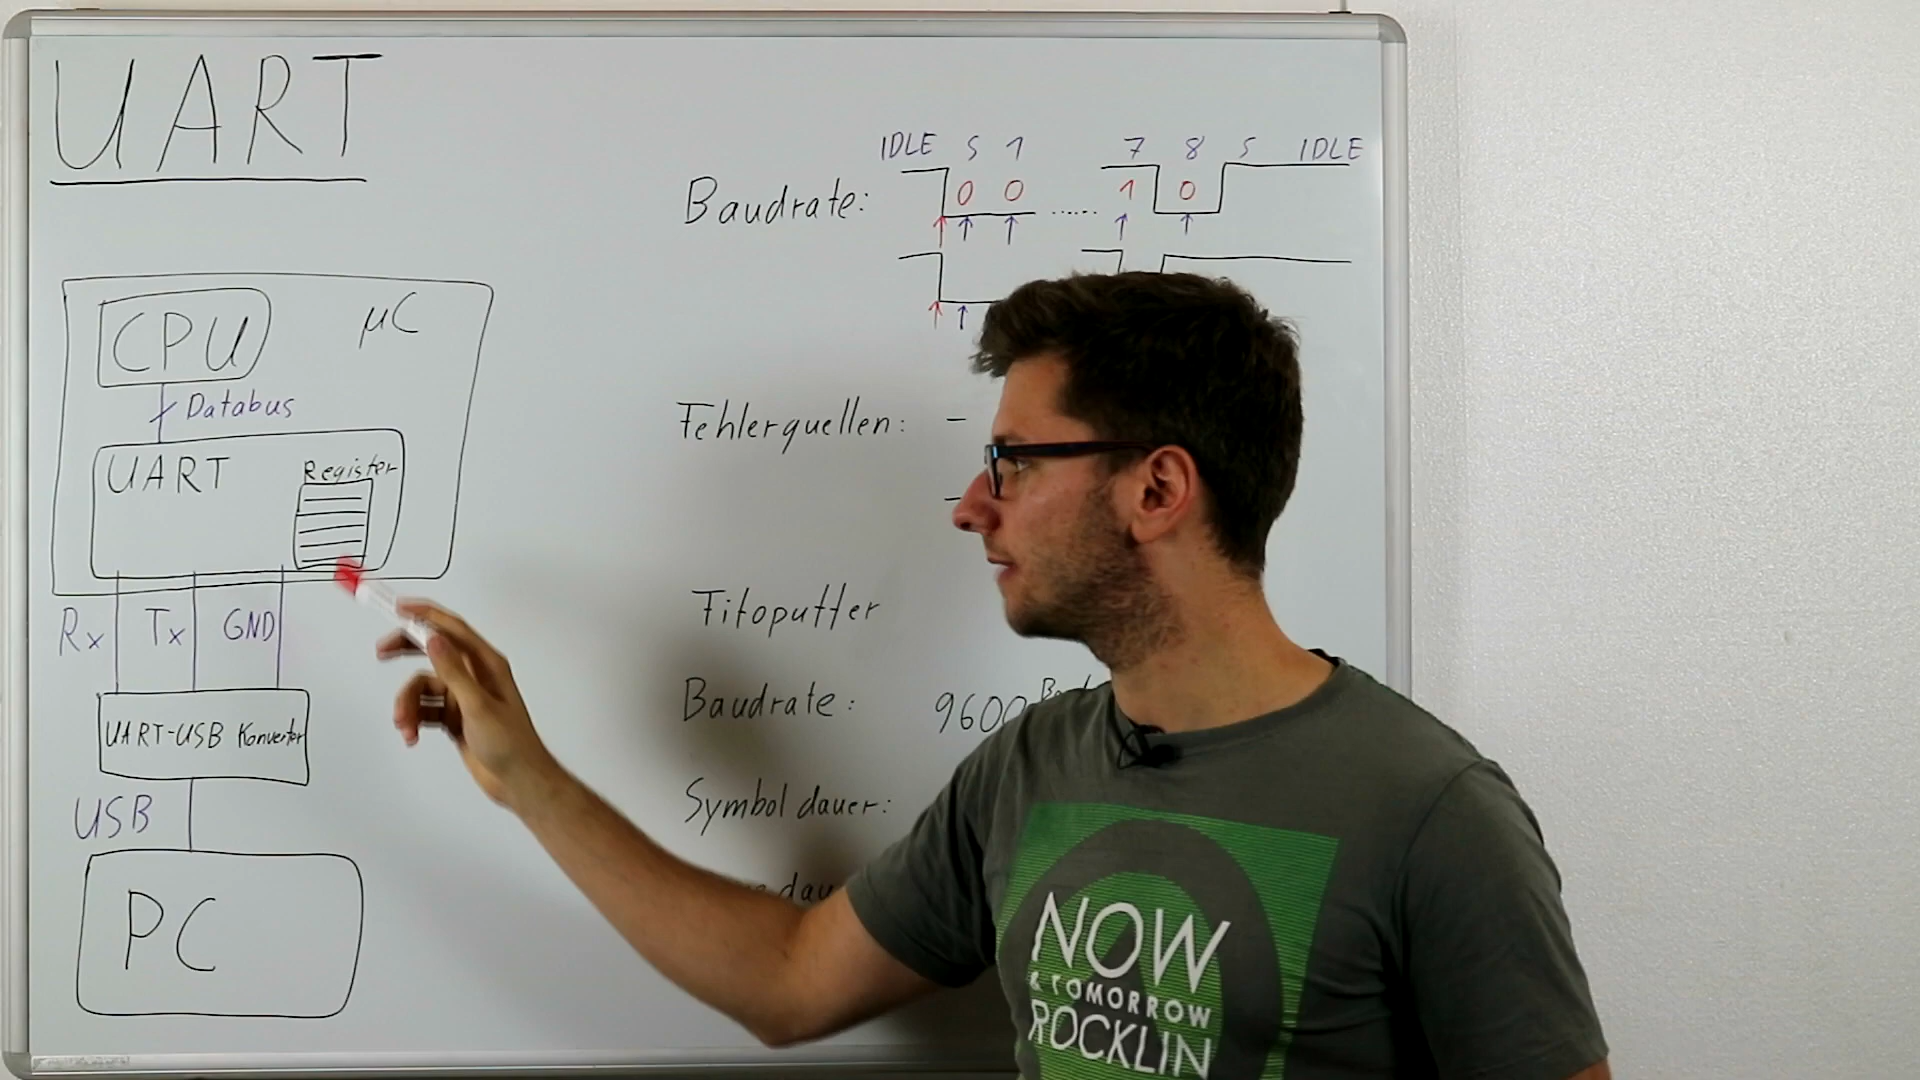 UART
IDLE S 1 7 8 S IDLE
Baudrate: 0 0 ..... 1 0
CPU
µC
Databus
UART
Register
Rx Tx GND
UART-USB Konverter
USB
PC
Fehlerquellen: -
-
Fifoputter
Baudrate: 9600
Symboldauer:
NOW
& TOMORROW
ROCKLIN